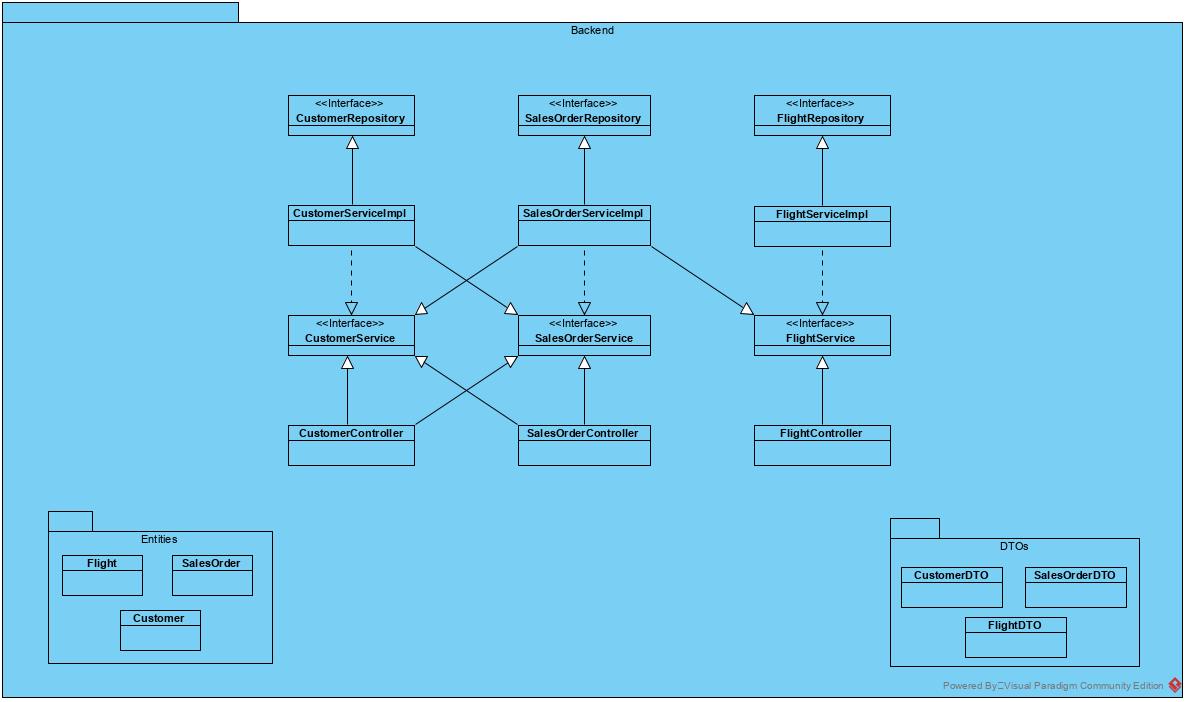 Backend
<<Interface>>
CustomerRepository
<<Interface>>
SalesOrderRepository
<<Interface>>
FlightRepository
CustomerServiceImpl
SalesOrderServiceImpl
FlightServiceImpl
<<Interface>>
CustomerService
<<Interface>>
SalesOrderService
<<Interface>>
FlightService
CustomerController
SalesOrderController
FlightController
Entities
Flight
SalesOrder
Customer
DTOs
CustomerDTO
SalesOrderDTO
FlightDTO
Powered By Visual Paradigm Community Edition